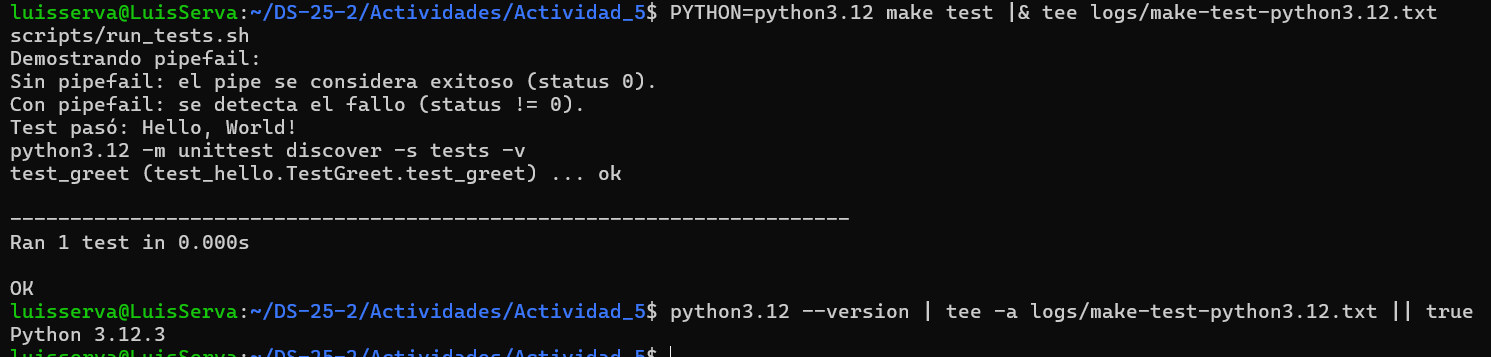 luisserva@LuisServa:~/DS-25-2/Actividades/Actividad_5$ PYTHON=python3.12 make test |& tee logs/make-test-python3.12.txt
scripts/run_tests.sh
Demostrando pipefail:
Sin pipefail: el pipe se considera exitoso (status 0).
Con pipefail: se detecta el fallo (status != 0).
Test pasó: Hello, World!
python3.12 -m unittest discover -s tests -v
test_greet (test_hello.TestGreet.test_greet) ... ok
----------------------------------------------------------------------
Ran 1 test in 0.000s
OK
luisserva@LuisServa:~/DS-25-2/Actividades/Actividad_5$ python3.12 --version | tee -a logs/make-test-python3.12.txt || true
Python 3.12.3
luisserva@LuisServa:~/DS-25-2/Actividades/Actividad_5$